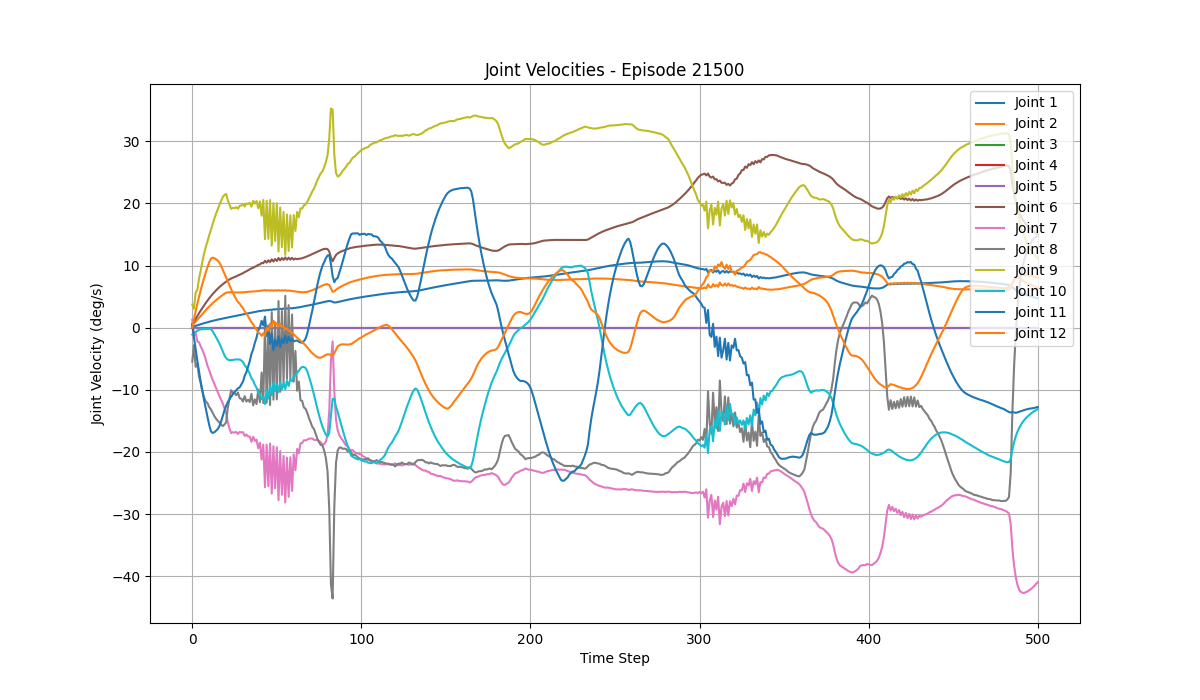 Joint Velocities - Episode 21500
Joint Velocity (deg/s)
30
20
10
0
−10
−20
−30
−40
0 100 200 300 400 500
Time Step
Joint 1
Joint 2
Joint 3
Joint 4
Joint 5
Joint 6
Joint 7
Joint 8
Joint 9
Joint 10
Joint 11
Joint 12